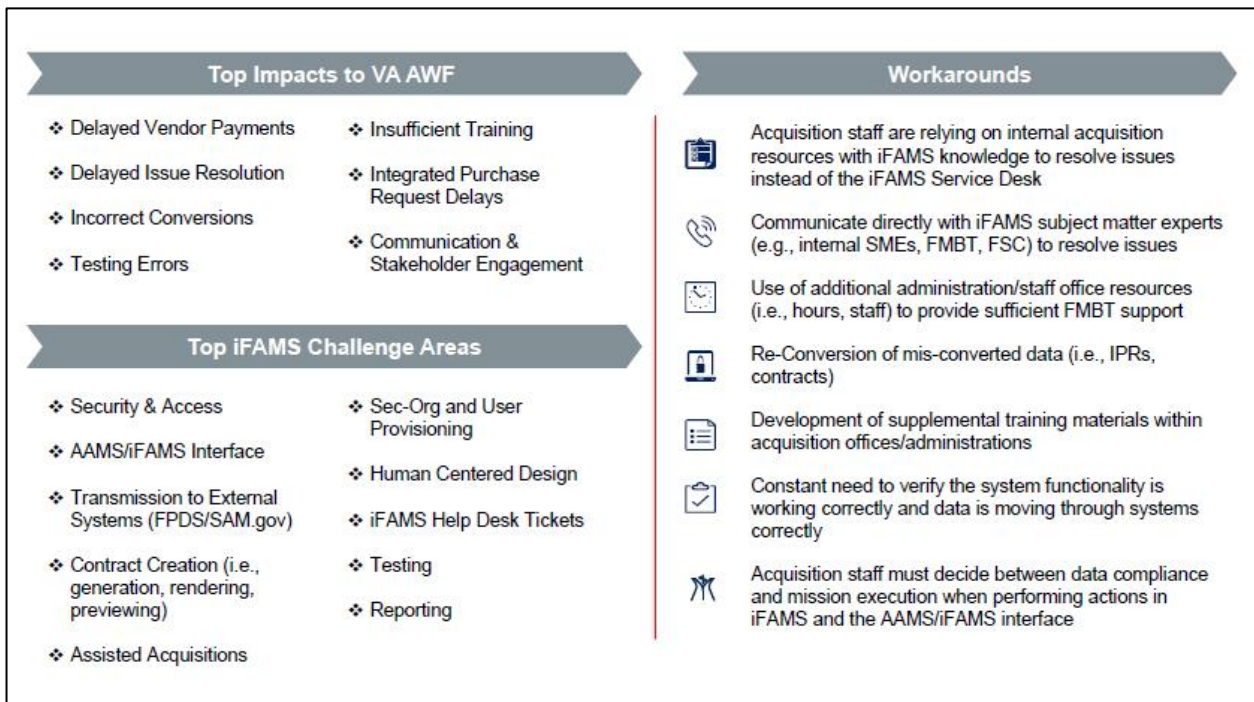 Top Impacts to VA AWF
❖ Delayed Vendor Payments
❖ Delayed Issue Resolution
❖ Incorrect Conversions
❖ Testing Errors
❖ Insufficient Training
❖ Integrated Purchase
Request Delays
❖ Communication &
Stakeholder Engagement
Top iFAMS Challenge Areas
❖ Security & Access
❖ AAMS/iFAMS Interface
❖ Transmission to External
Systems (FPDS/SAM.gov)
❖ Contract Creation (i.e.,
generation, rendering,
previewing)
❖ Assisted Acquisitions
❖ Sec-Org and User
Provisioning
❖ Human Centered Design
❖ iFAMS Help Desk Tickets
❖ Testing
❖ Reporting
Workarounds
Acquisition staff are relying on internal acquisition
resources with iFAMS knowledge to resolve issues
instead of the iFAMS Service Desk
Communicate directly with iFAMS subject matter experts
(e.g., internal SMEs, FMBT, FSC) to resolve issues
Use of additional administration/staff office resources
(i.e., hours, staff) to provide sufficient FMBT support
Re-Conversion of mis-converted data (i.e., IPRs,
contracts)
Development of supplemental training materials within
acquisition offices/administrations
Constant need to verify the system functionality is
working correctly and data is moving through systems
correctly
Acquisition staff must decide between data compliance
and mission execution when performing actions in
iFAMS and the AAMS/iFAMS interface